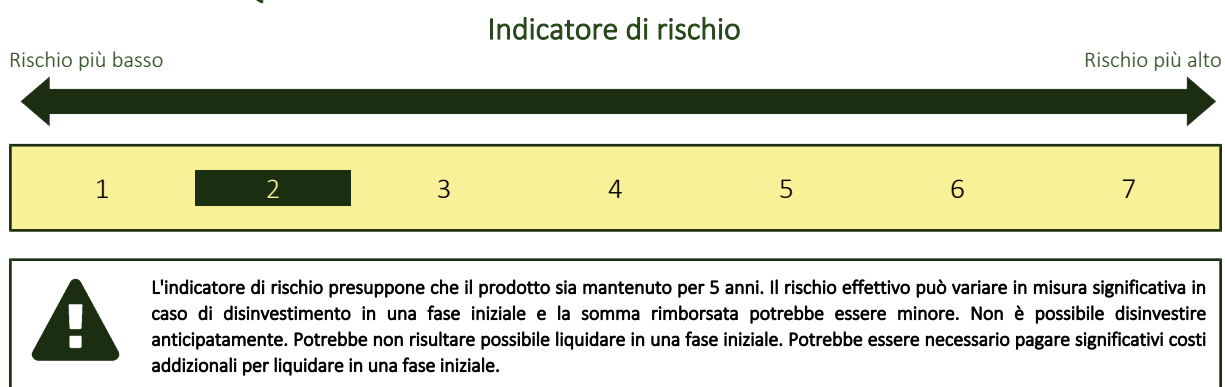 Indicatore di rischio
Rischio più basso
Rischio più alto
1 2 3 4 5 6 7
L'indicatore di rischio presuppone che il prodotto sia mantenuto per 5 anni. Il rischio effettivo può variare in misura significativa in
caso di disinvestimento in una fase iniziale e la somma rimborsata potrebbe essere minore. Non è possibile disinvestire
anticipatamente. Potrebbe non risultare possibile liquidare in una fase iniziale. Potrebbe essere necessario pagare significativi costi
addizionali per liquidare in una fase iniziale.